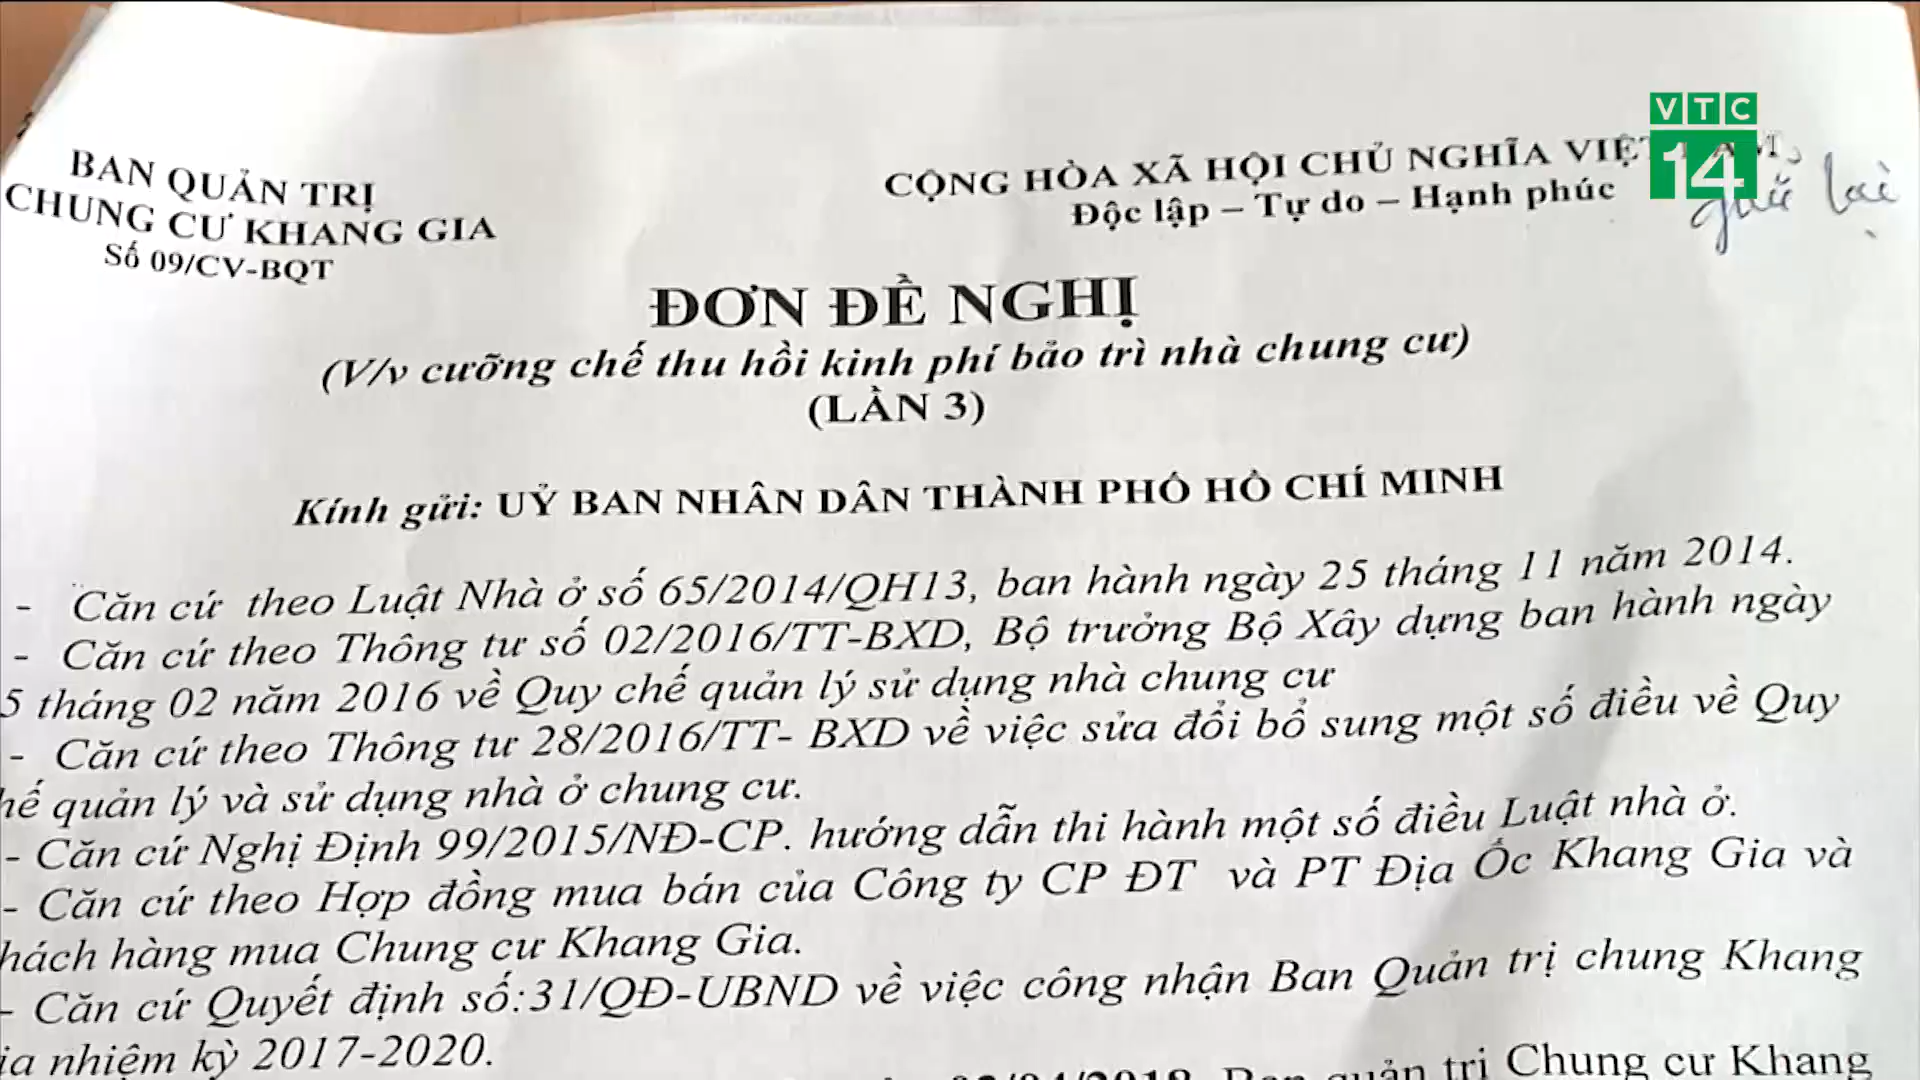 VTC
14
BAN QUẢN TRỊ
CHUNG CƯ KHANG GIA
Số 09/CV-BQT
CỘNG HÒA XÃ HỘI CHỦ NGHĨA VIỆT NAM
Độc lập – Tự do – Hạnh phúc
giữ lại
ĐƠN ĐỀ NGHỊ
(V/v cưỡng chế thu hồi kinh phí bảo trì nhà chung cư)
(LẦN 3)
Kính gửi: UỶ BAN NHÂN DÂN THÀNH PHỐ HỒ CHÍ MINH
- Căn cứ theo Luật Nhà ở số 65/2014/QH13, ban hành ngày 25 tháng 11 năm 2014.
- Căn cứ theo Thông tư số 02/2016/TT-BXD, Bộ trưởng Bộ Xây dựng ban hành ngày
5 tháng 02 năm 2016 về Quy chế quản lý sử dụng nhà chung cư
- Căn cứ theo Thông tư 28/2016/TT- BXD về việc sửa đổi bổ sung một số điều về Quy
hế quản lý và sử dụng nhà ở chung cư.
- Căn cứ Nghị Định 99/2015/NĐ-CP. hướng dẫn thi hành một số điều Luật nhà ở.
- Căn cứ theo Hợp đồng mua bán của Công ty CP ĐT và PT Địa Ốc Khang Gia và
hách hàng mua Chung cư Khang Gia.
- Căn cứ Quyết định số:31/QĐ-UBND về việc công nhận Ban Quản trị chung Khang
ia nhiệm kỳ 2017-2020.
Ban quản trị Chung cư Khang